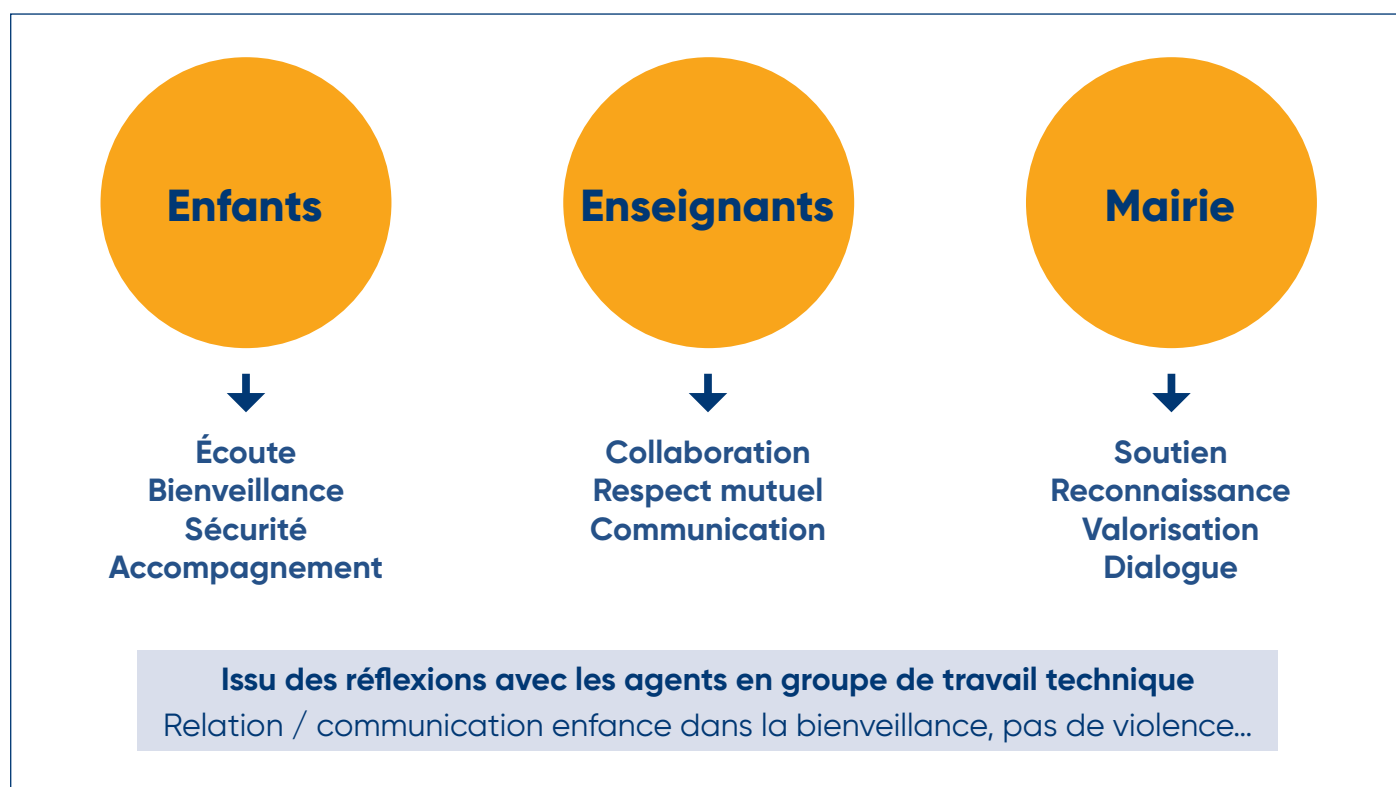 Enfants
Enseignants
Mairie
Écoute
Bienveillance
Sécurité
Accompagnement
Collaboration
Respect mutuel
Communication
Soutien
Reconnaissance
Valorisation
Dialogue
Issu des réflexions avec les agents en groupe de travail technique
Relation / communication enfance dans la bienveillance, pas de violence...